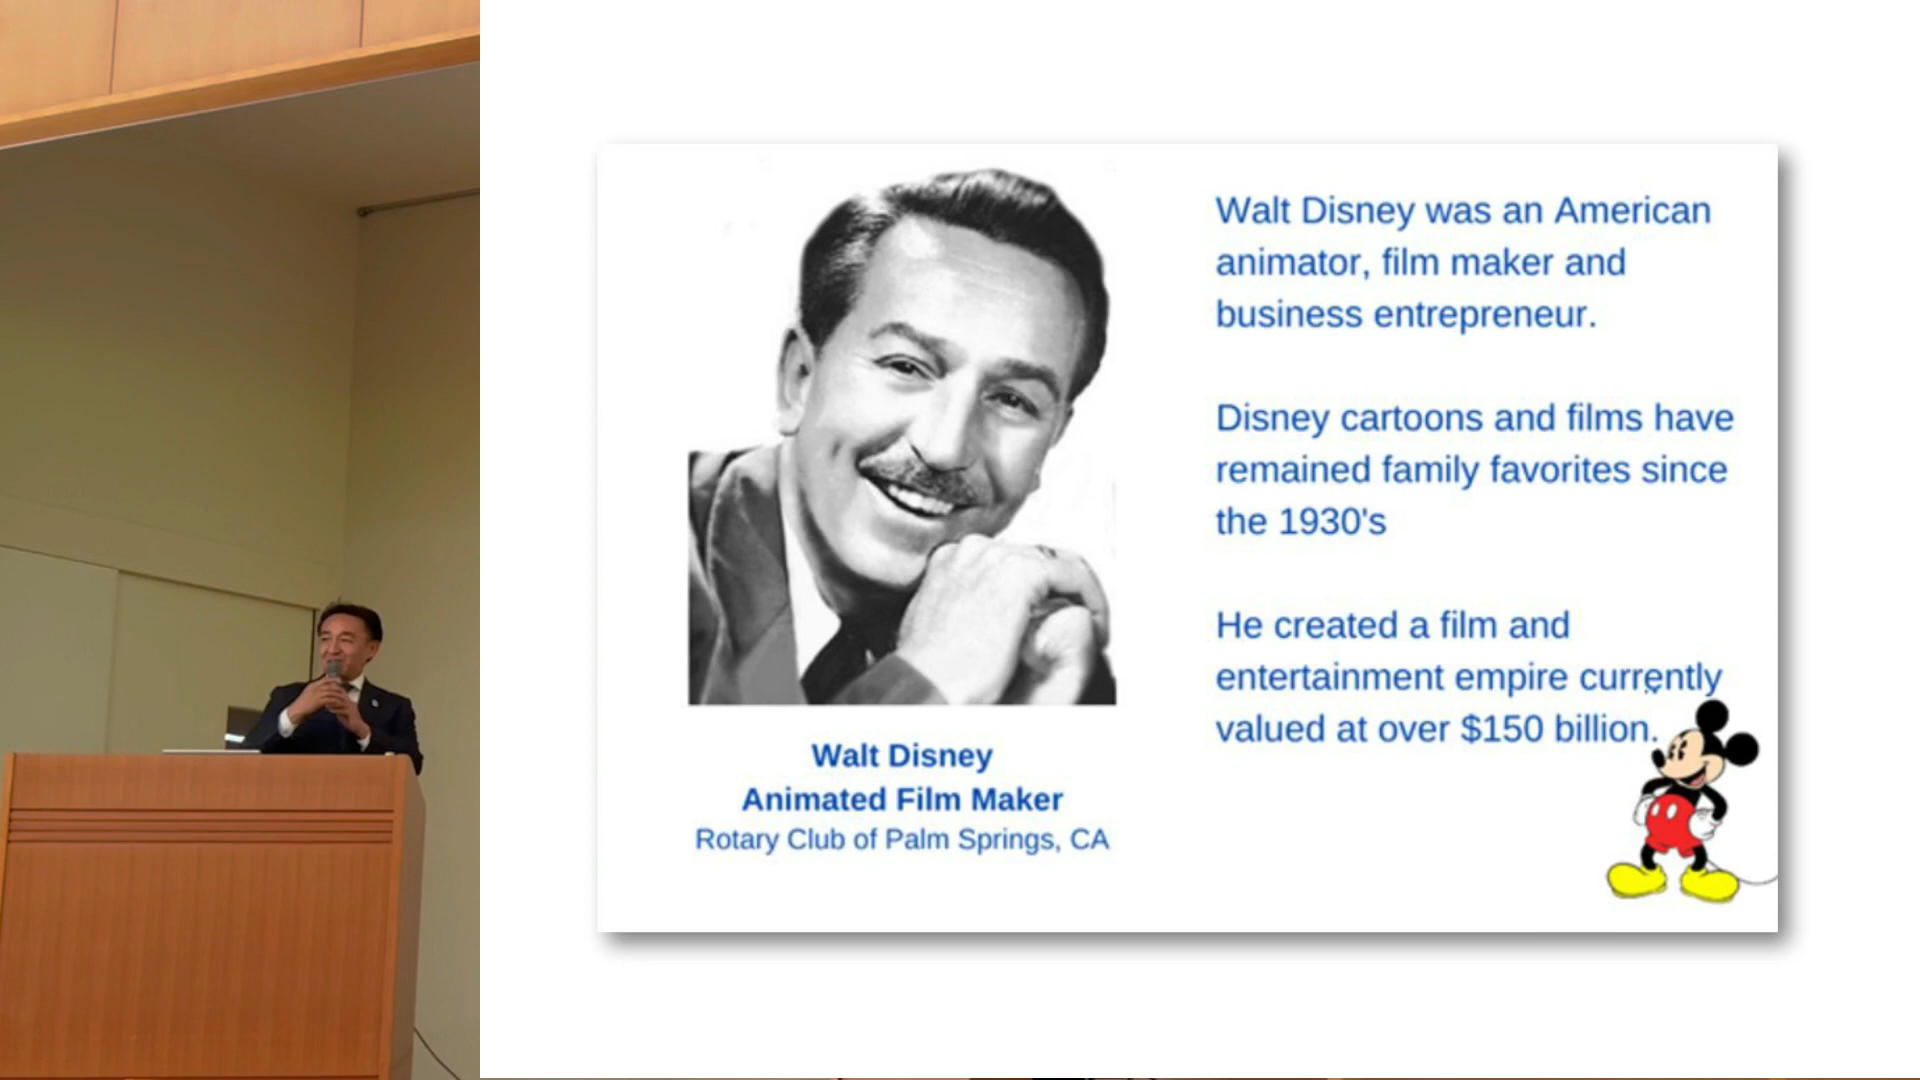 Walt Disney was an American
animator, film maker and
business entrepreneur.
Disney cartoons and films have
remained family favorites since
the 1930's
He created a film and
entertainment empire currently
valued at over $150 billion.
Walt Disney
Animated Film Maker
Rotary Club of Palm Springs, CA